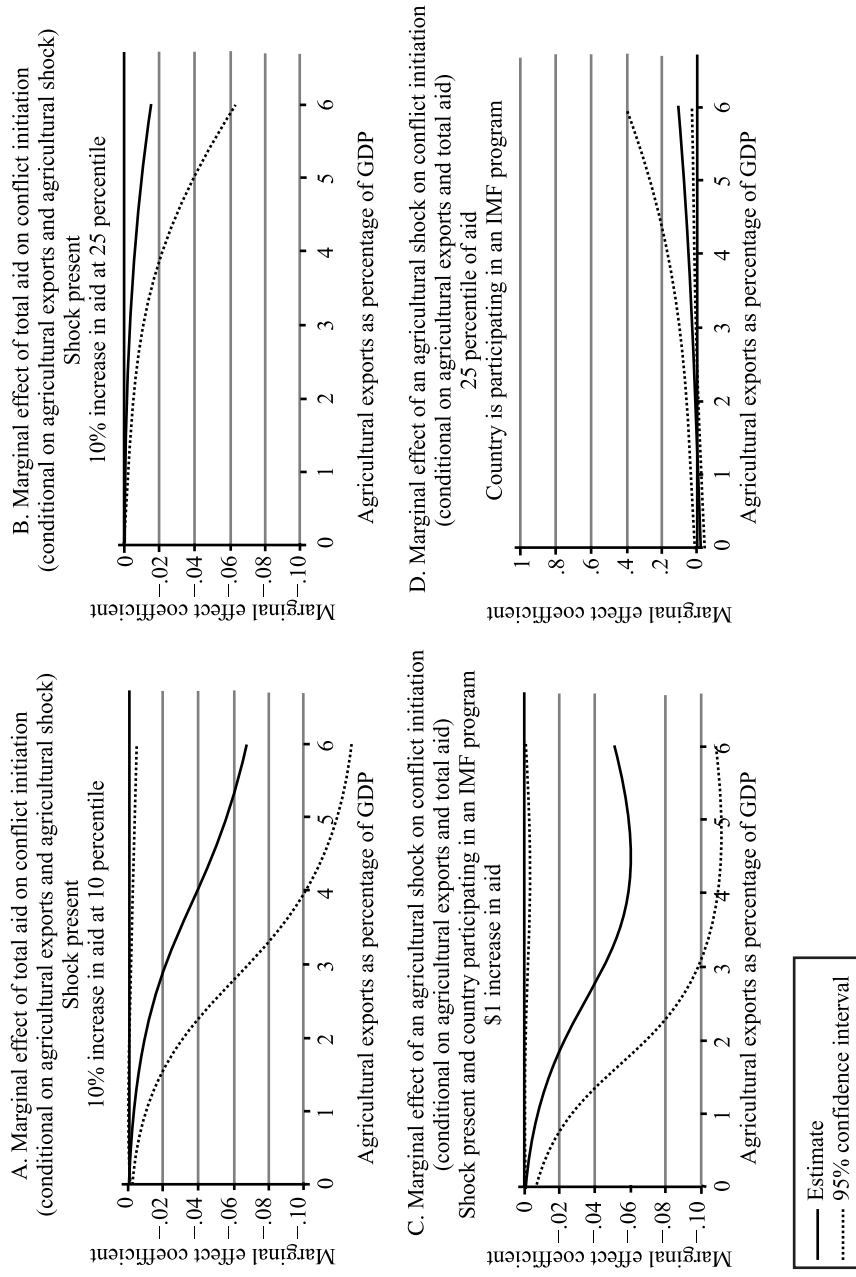 A. Marginal effect of total aid on conflict initiation
(conditional on agricultural exports and agricultural shock)
Shock present
10% increase in aid at 10 percentile
Marginal effect coefficient
0
–.02
–.04
–.06
–.08
–.10
0 1 2 3 4 5 6
Agricultural exports as percentage of GDP
B. Marginal effect of total aid on conflict initiation
(conditional on agricultural exports and agricultural shock)
Shock present
10% increase in aid at 25 percentile
Marginal effect coefficient
0
–.02
–.04
–.06
–.08
–.10
0 1 2 3 4 5 6
Agricultural exports as percentage of GDP
C. Marginal effect of an agricultural shock on conflict initiation
(conditional on agricultural exports and total aid)
Shock present and country participating in an IMF program
$1 increase in aid
Marginal effect coefficient
0
–.02
–.04
–.06
–.08
–.10
0 1 2 3 4 5 6
Agricultural exports as percentage of GDP
D. Marginal effect of an agricultural shock on conflict initiation
(conditional on agricultural exports and total aid)
25 percentile of aid
Country is participating in an IMF program
Marginal effect coefficient
1
.8
.6
.4
.2
0
0 1 2 3 4 5 6
Agricultural exports as percentage of GDP
Estimate
95% confidence interval